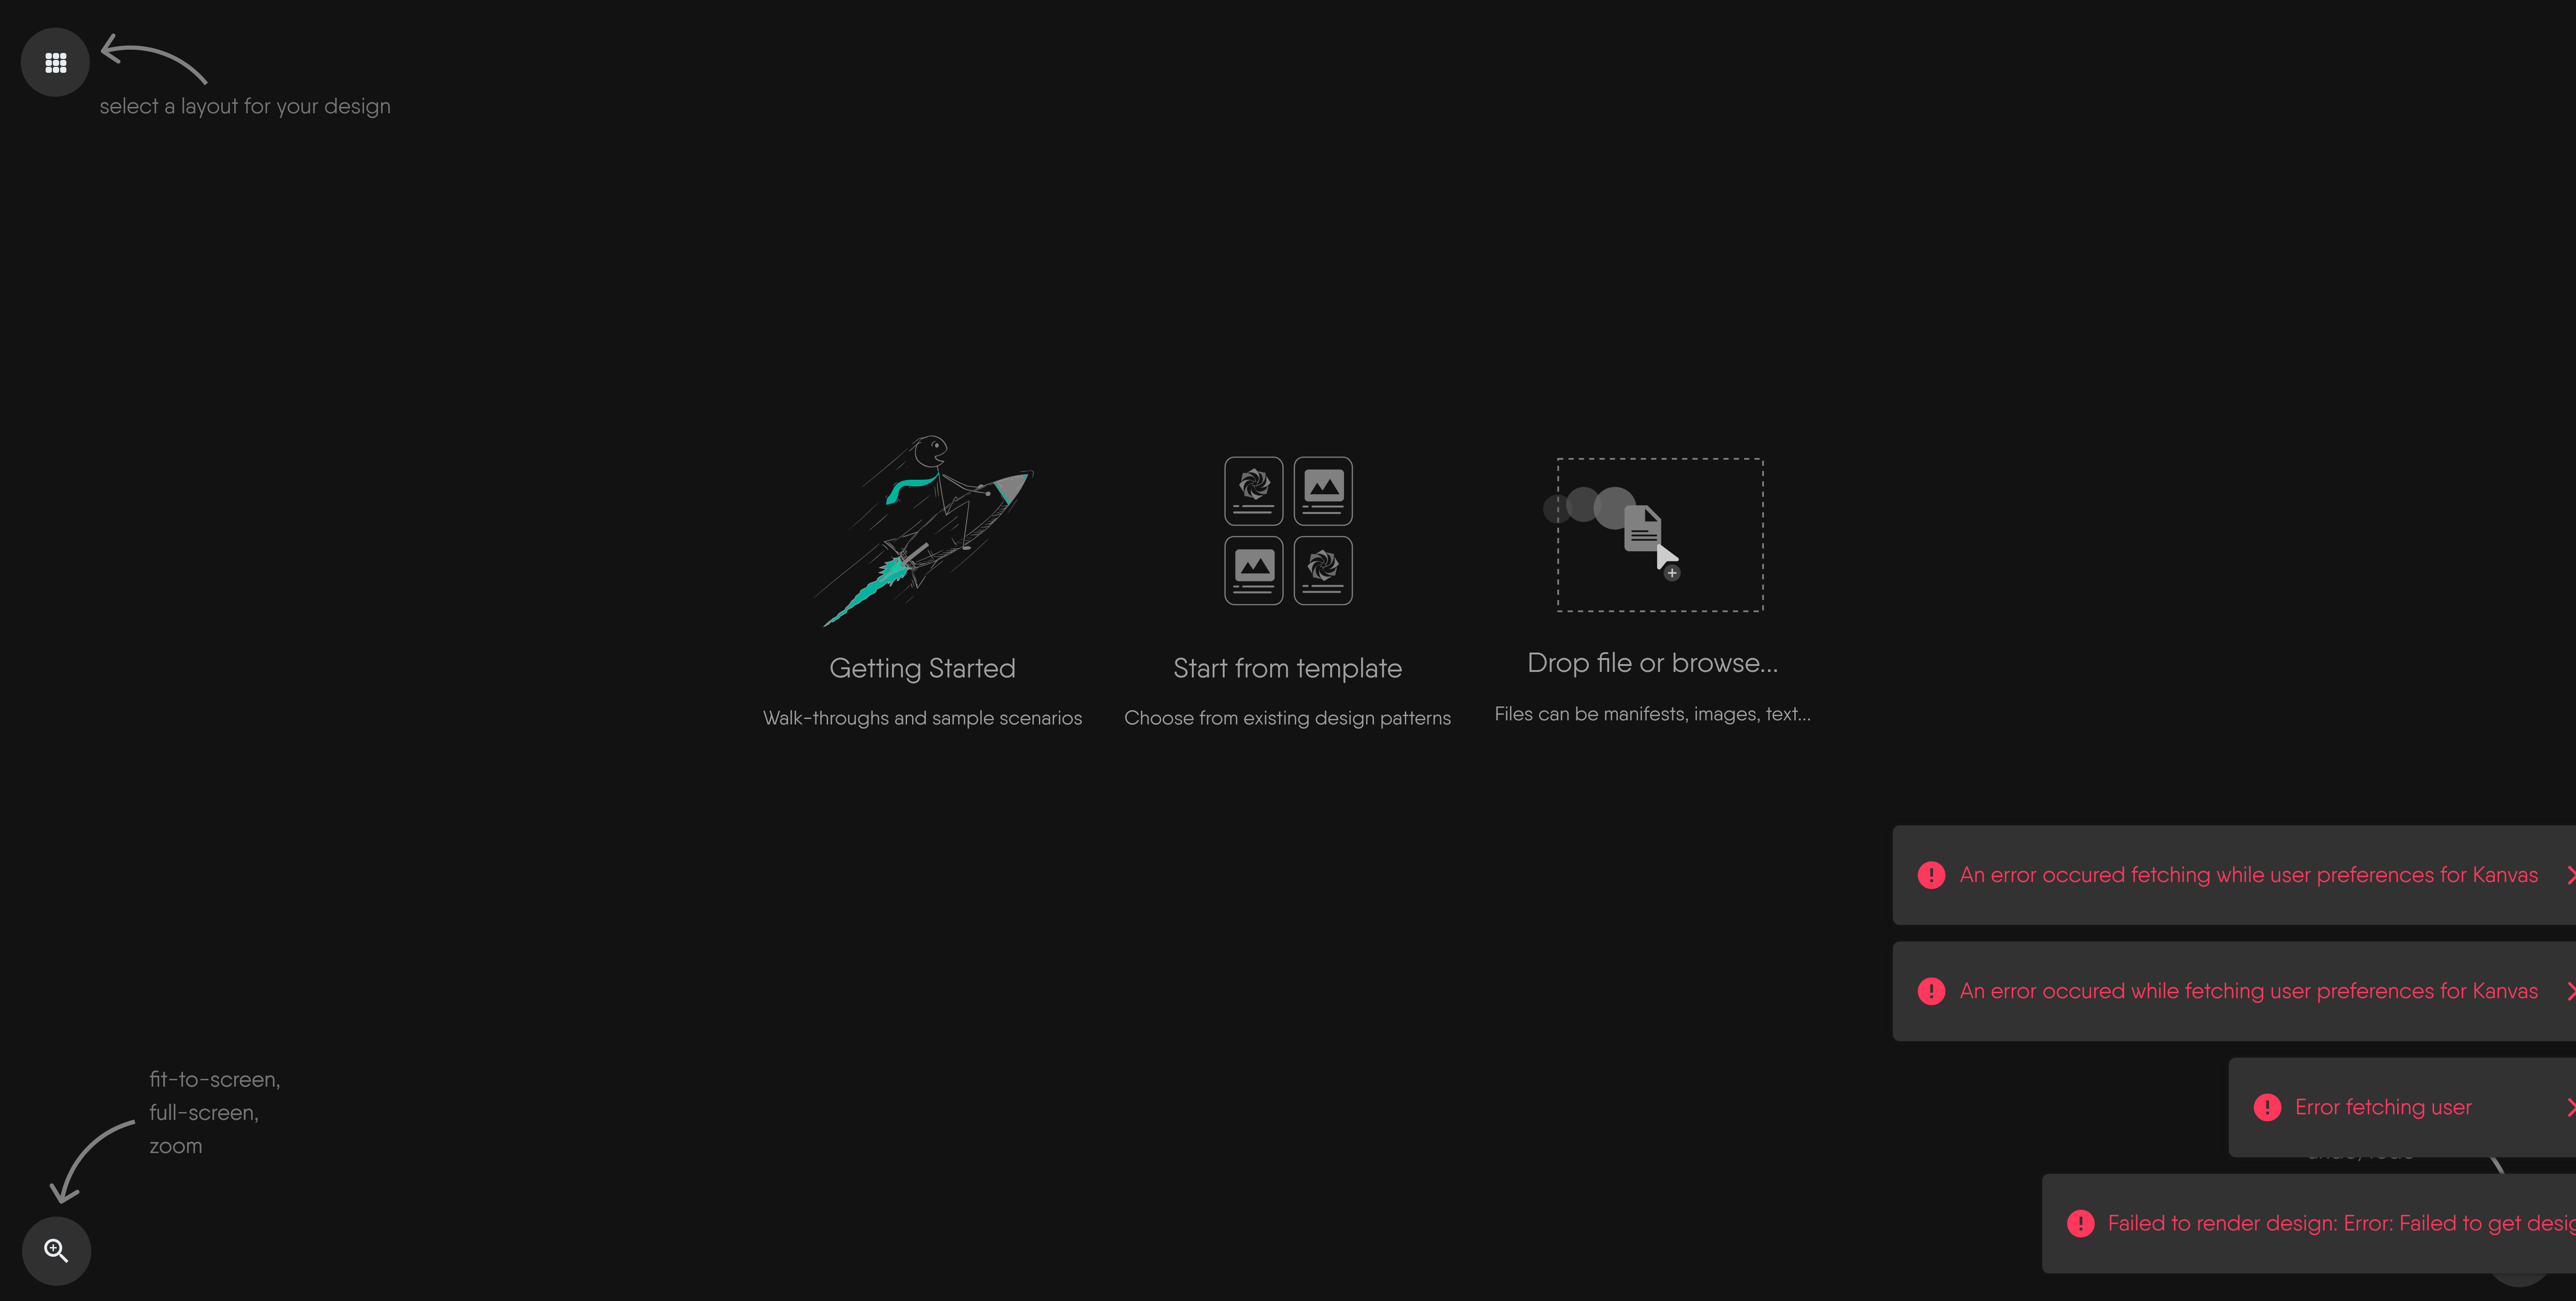 select a layout for your design
Getting Started
Walk-throughs and sample scenarios
Start from template
Choose from existing design patterns
Drop file or browse...
Files can be manifests, images, text...
An error occured fetching while user preferences for Kanvas
An error occured while fetching user preferences for Kanvas
Error fetching user
Failed to render design: Error: Failed to get
fit-to-screen,
full-screen,
zoom